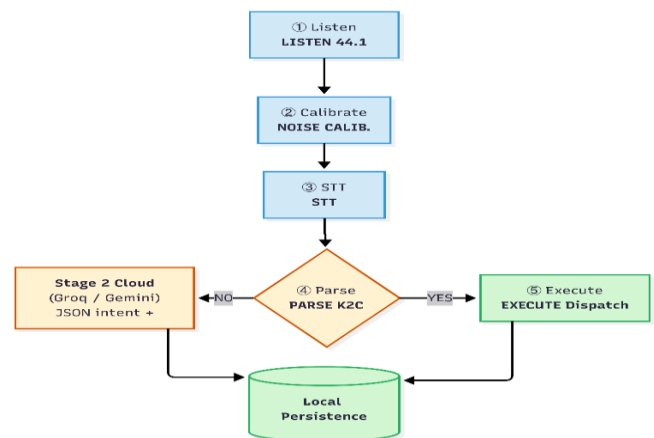 ① Listen
LISTEN 44.1
② Calibrate
NOISE CALIB.
③ STT
STT
④ Parse
PARSE K2C
NO
YES
Stage 2 Cloud
(Groq / Gemini)
JSON intent +
⑤ Execute
EXECUTE Dispatch
Local
Persistence